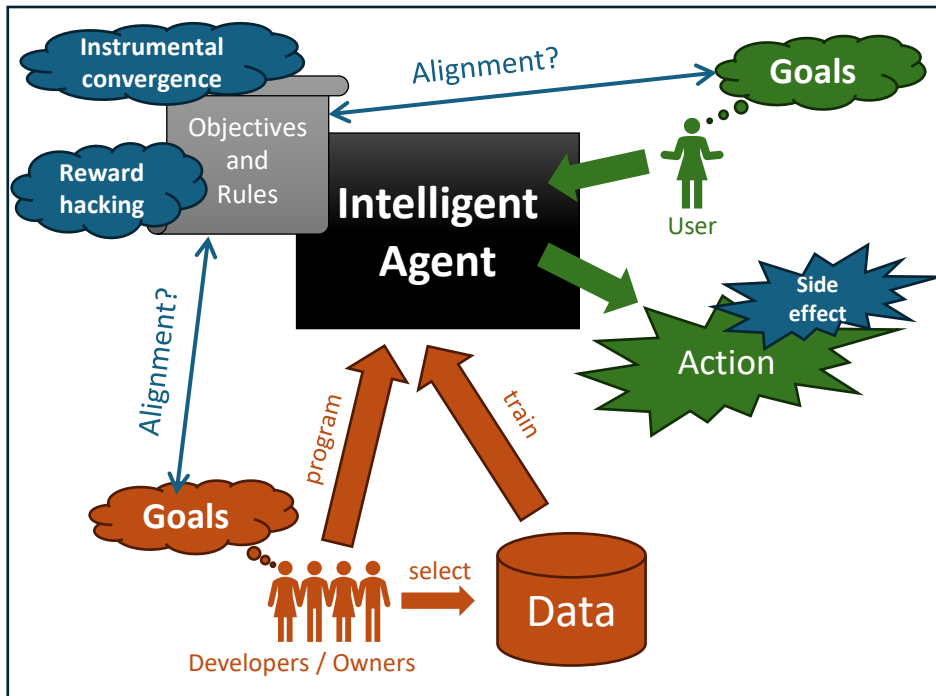 Instrumental
convergence
Alignment?
Goals
Objectives
and
Rules
Reward
hacking
Intelligent
Agent
User
Side
effect
Action
Alignment?
program
train
Goals
select
Data
Developers / Owners